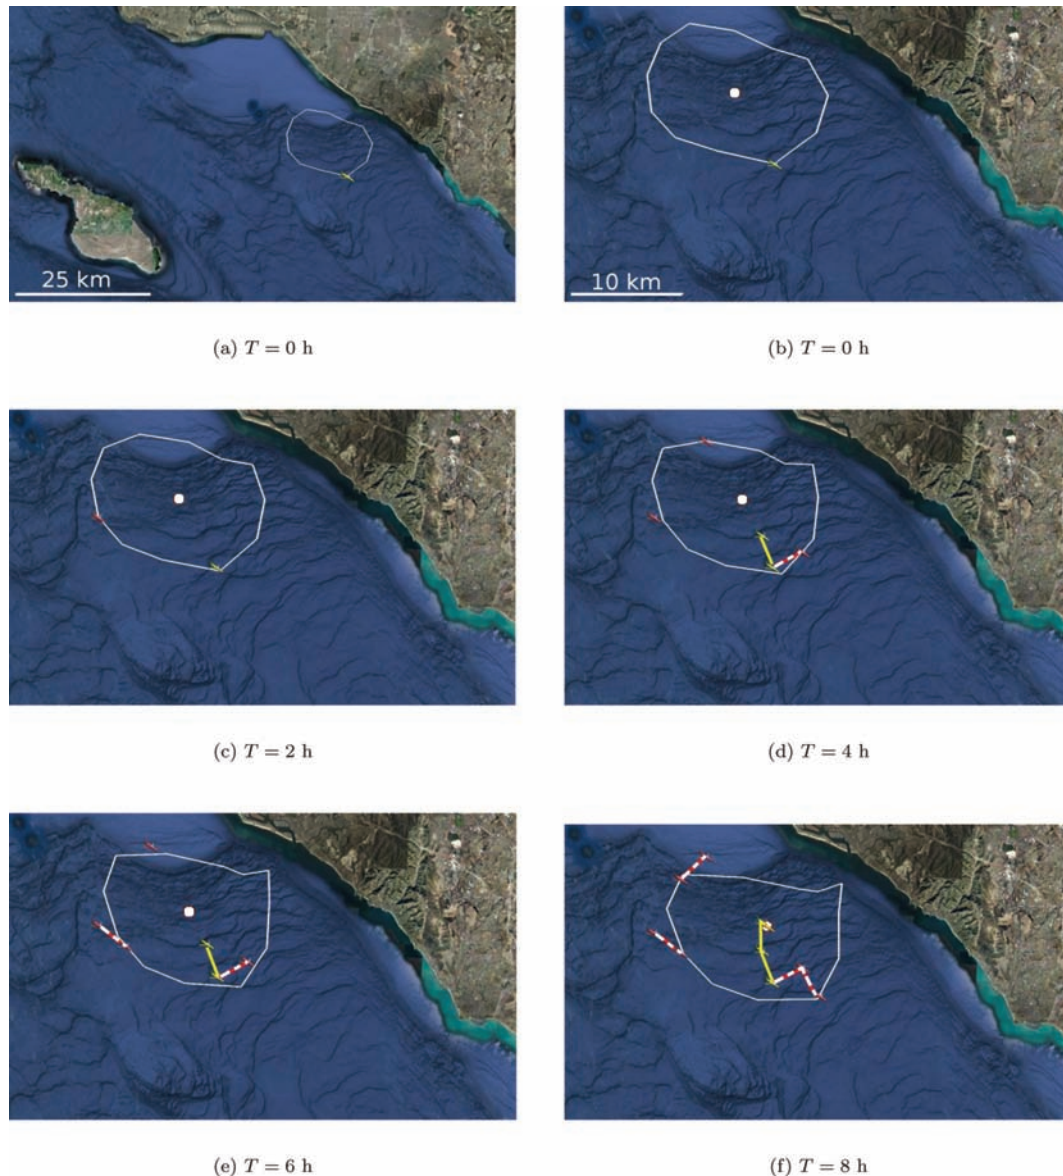 25 km
10 km
(a) T = 0 h
(b) T = 0 h
(c) T = 2 h
(d) T = 4 h
(e) T = 6 h
(f) T = 8 h